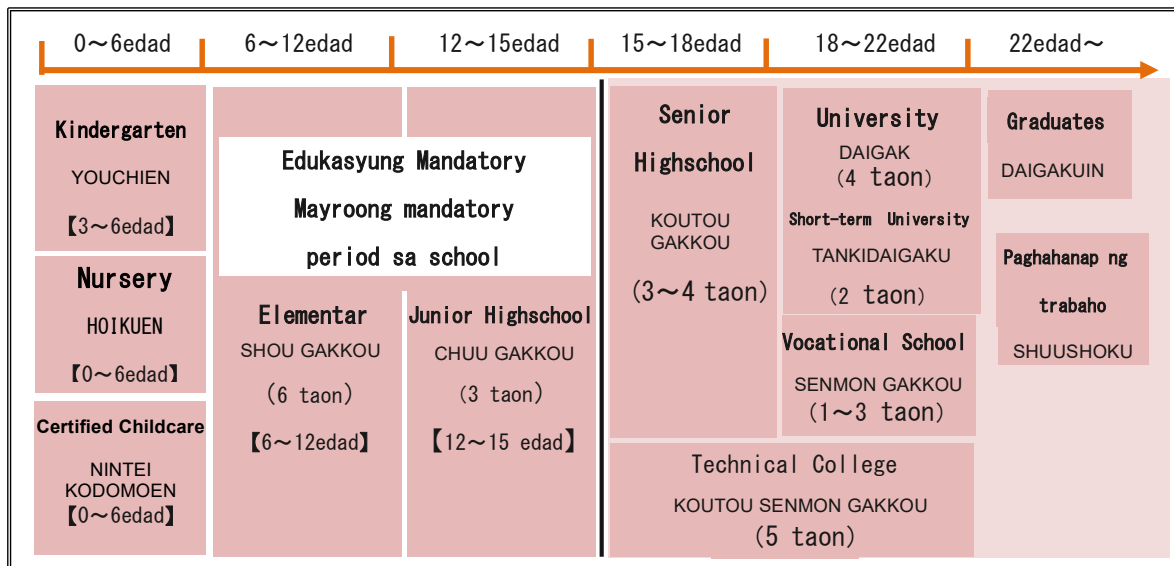 0～6edad
6～12edad
12～15edad
15～18edad
18～22edad
22edad～
Kindergarten
YOUCHIEN
【3～6edad】
Nursery
HOIKUEN
【0～6edad】
Certified Childcare
NINTEI
KODOMOEN
【0～6edad】
Edukasyung Mandatory
Mayroong mandatory
period sa school
Elementar
SHOU GAKKOU
(6 taon)
【6～12edad】
Junior Highschool
CHUU GAKKOU
(3 taon)
【12～15 edad】
Senior
Highschool
KOUTOU
GAKKOU
(3～4 taon)
University
DAIGAK
(4 taon)
Short-term University
TANKIDAIGAKU
(2 taon)
Vocational School
SENMON GAKKOU
(1～3 taon)
Technical College
KOUTOU SENMON GAKKOU
(5 taon)
Graduates
DAIGAKUIN
Paghahanap ng
trabaho
SHUUSHOKU